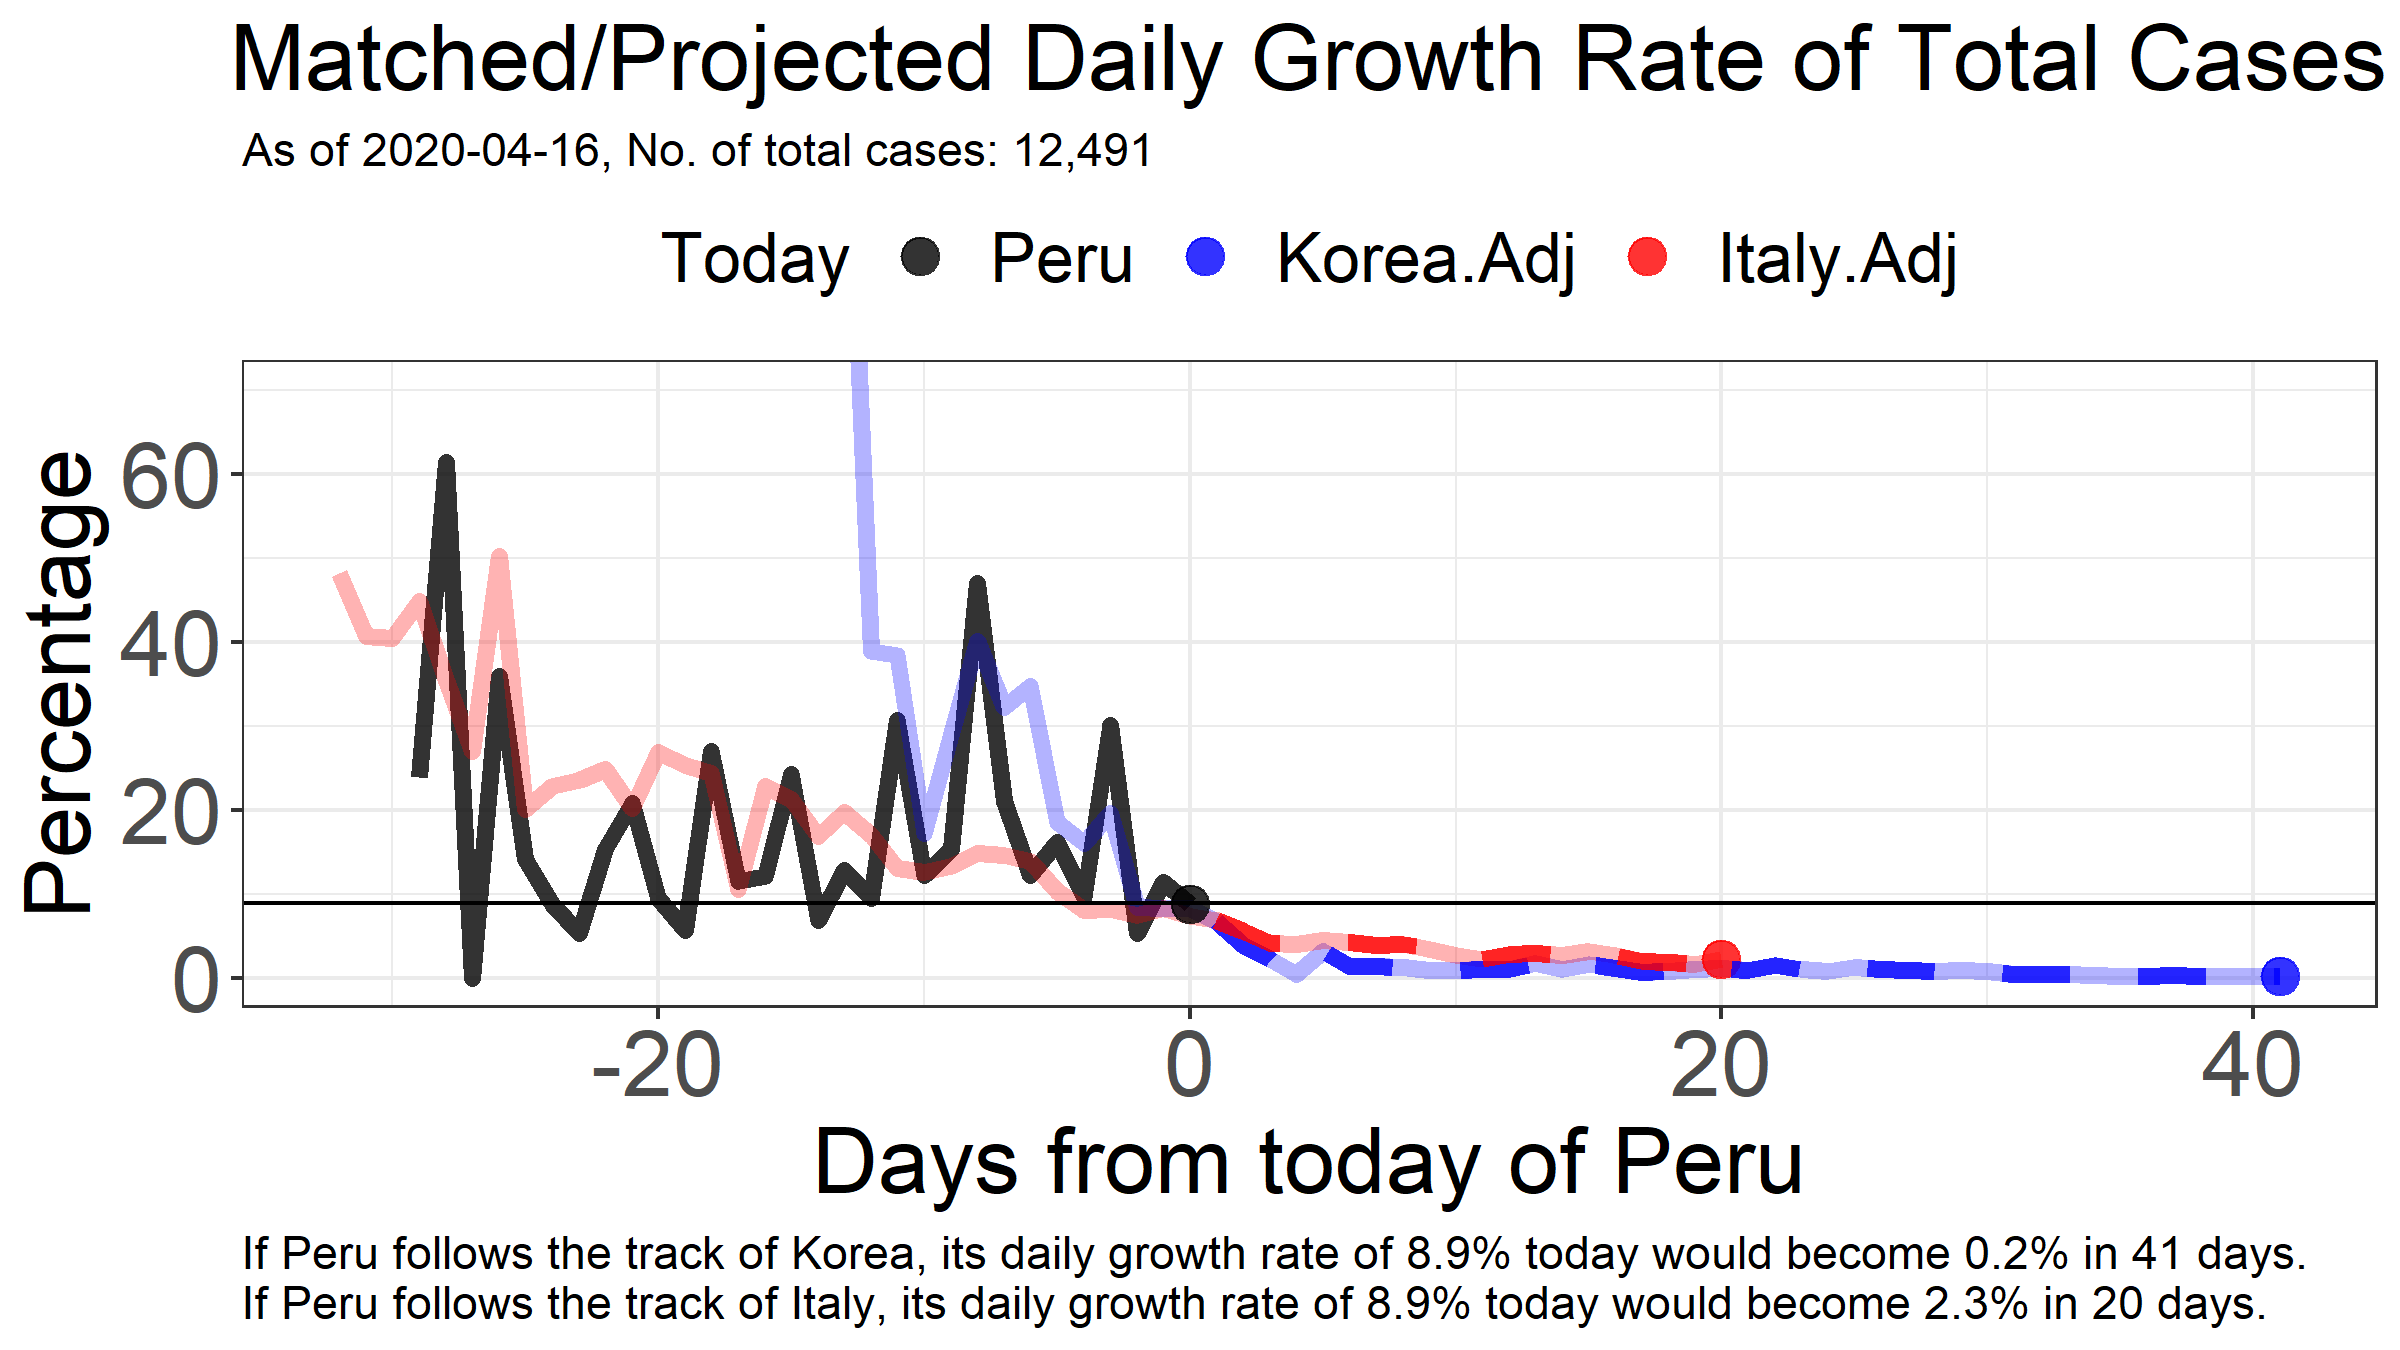 Matched/Projected Daily Growth Rate of Total Cases
As of 2020-04-16, No. of total cases: 12,491
Today Peru Korea.Adj Italy.Adj
Percentage
60
40
20
0
-20 0 20 40
Days from today of Peru
If Peru follows the track of Korea, its daily growth rate of 8.9% today would become 0.2% in 41 days.
If Peru follows the track of Italy, its daily growth rate of 8.9% today would become 2.3% in 20 days.